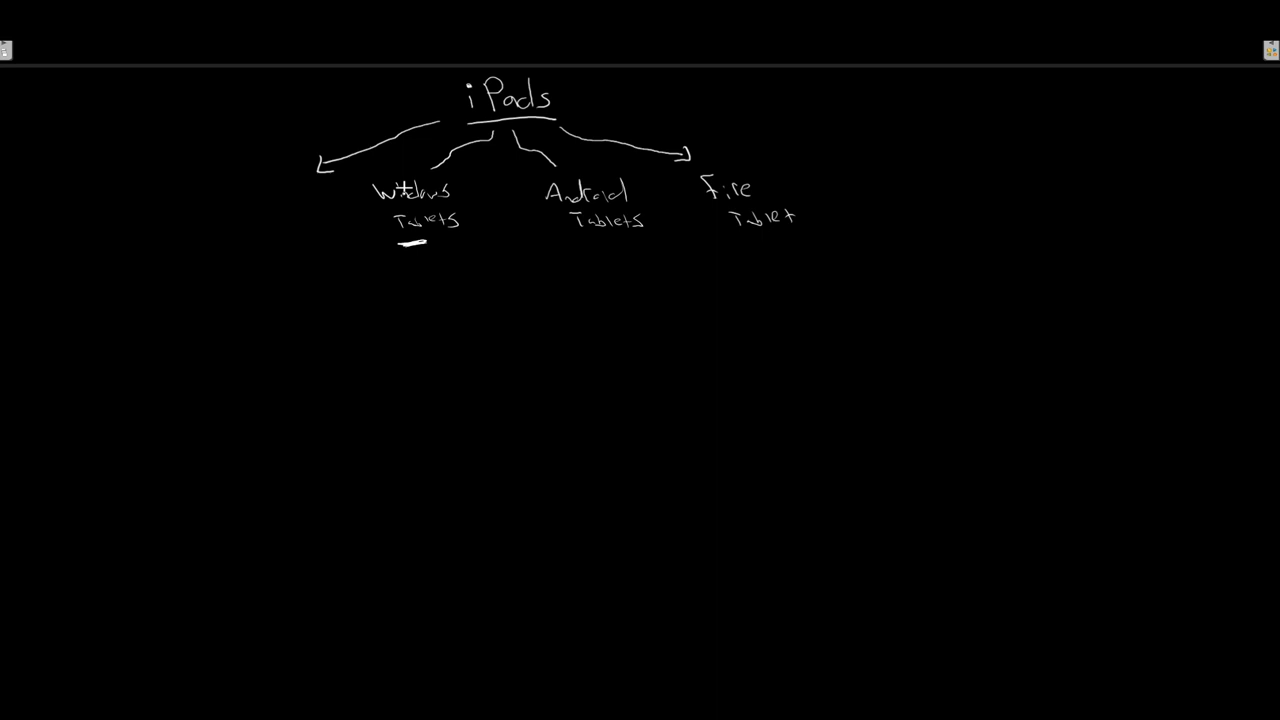 iPads
Windows
Tablets
Android
Tablets
Fire
Tablet